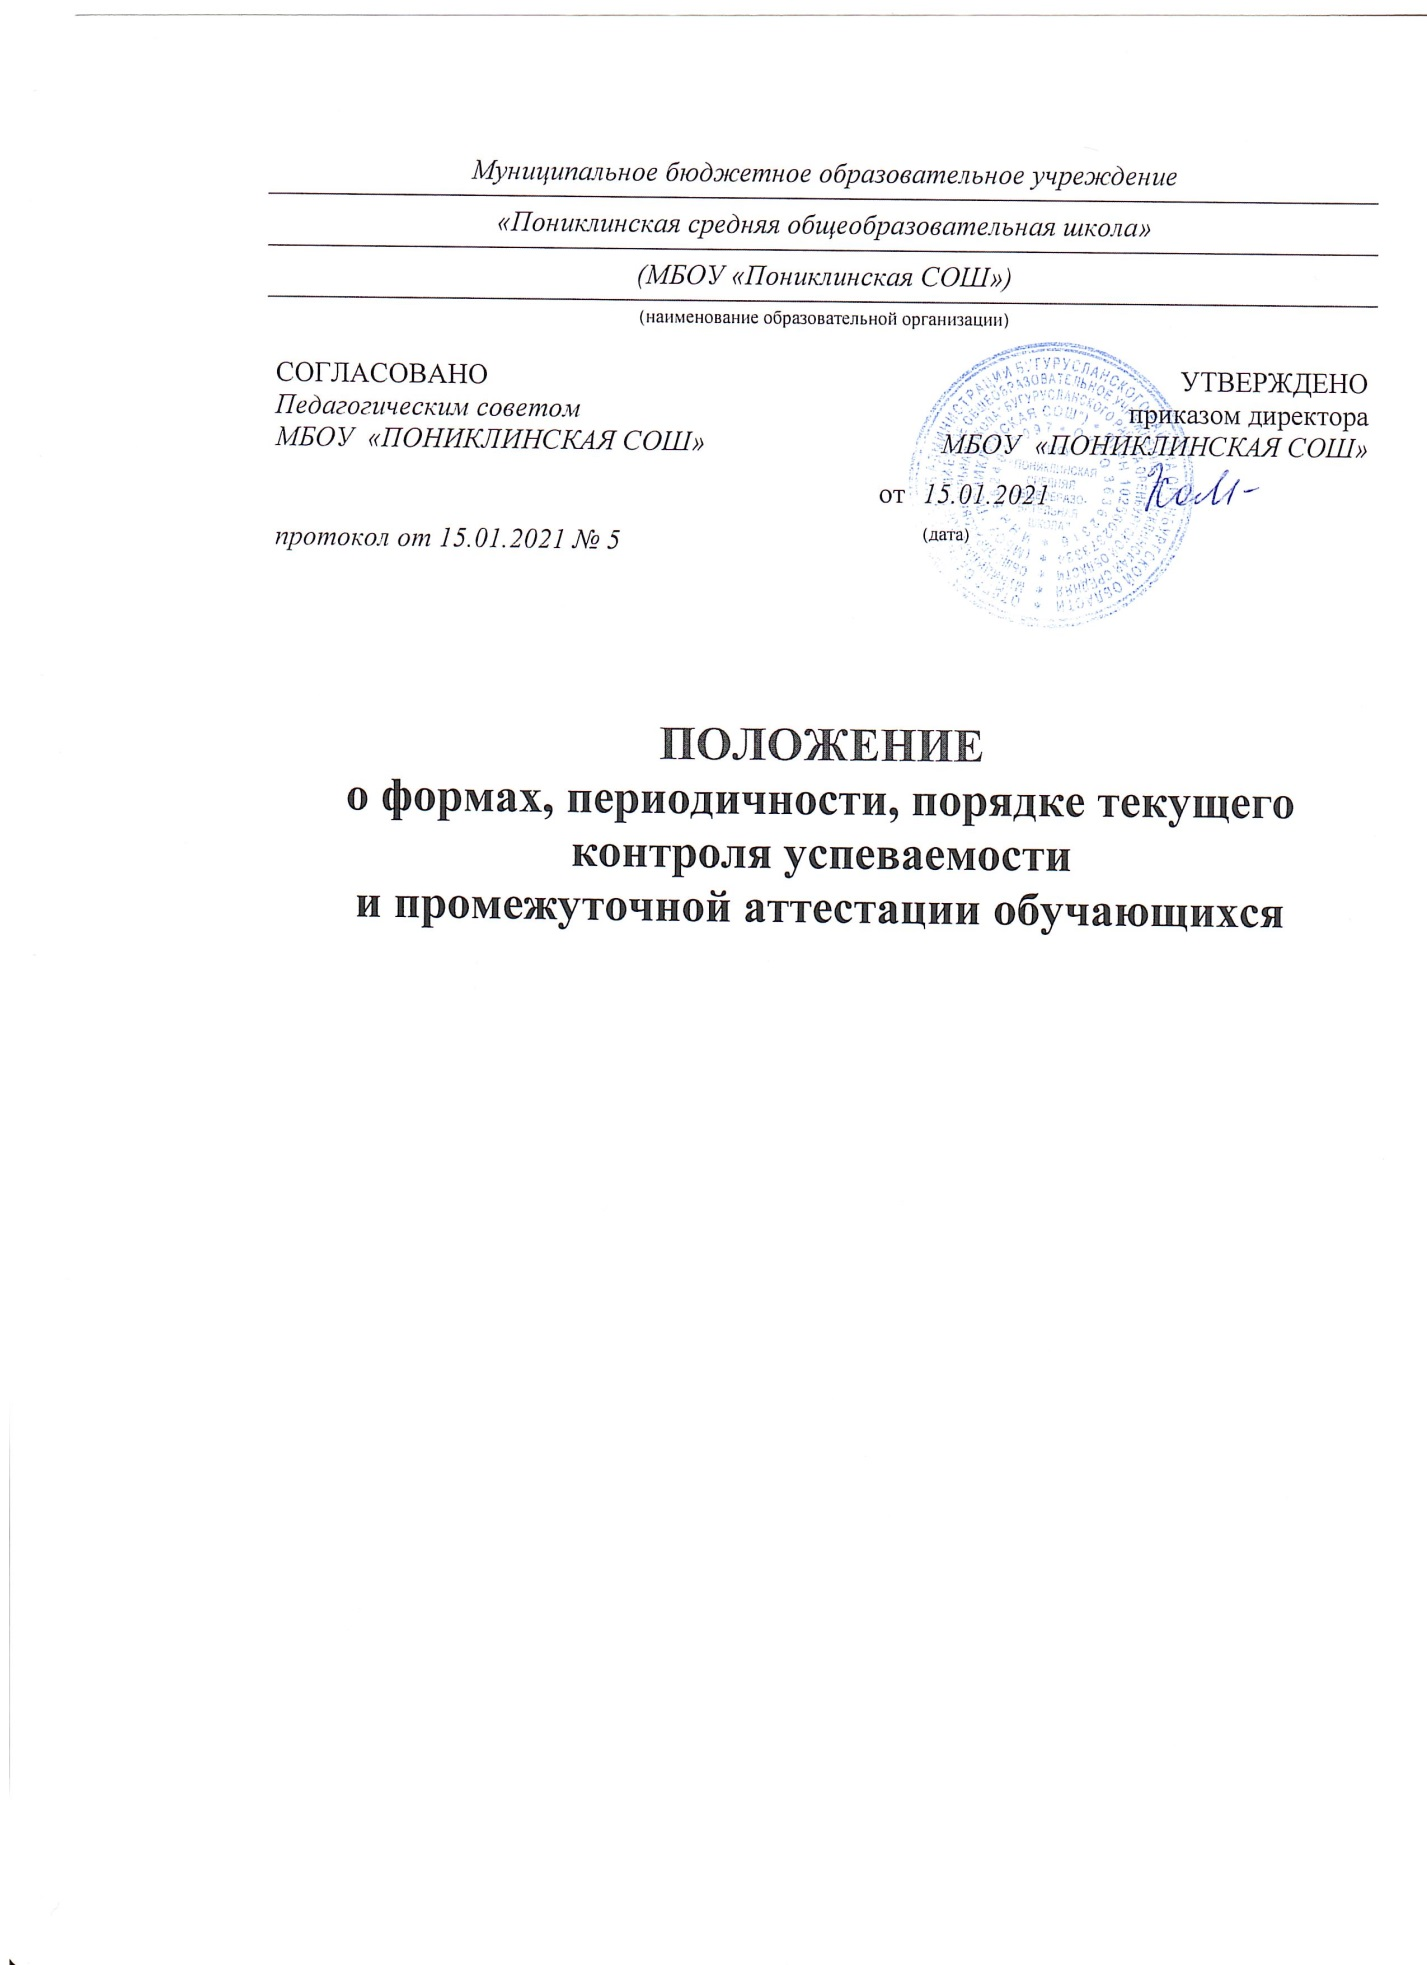 Муниципальное бюджетное образовательное учреждение
«Пониклинская средняя общеобразовательная школа»
(МБОУ «Пониклинская СОШ»)
(наименование образовательной организации)
СОГЛАСОВАНО
Педагогическим советом
МБОУ «ПОНИКЛИНСКАЯ СОШ»
протокол от 15.01.2021 № 5
УТВЕРЖДЕНО
приказом директора
МБОУ «ПОНИКЛИНСКАЯ СОШ»
от 15.01.2021
(дата)
ПОЛОЖЕНИЕ
о формах, периодичности, порядке текущего
контроля успеваемости
и промежуточной аттестации обучающихся